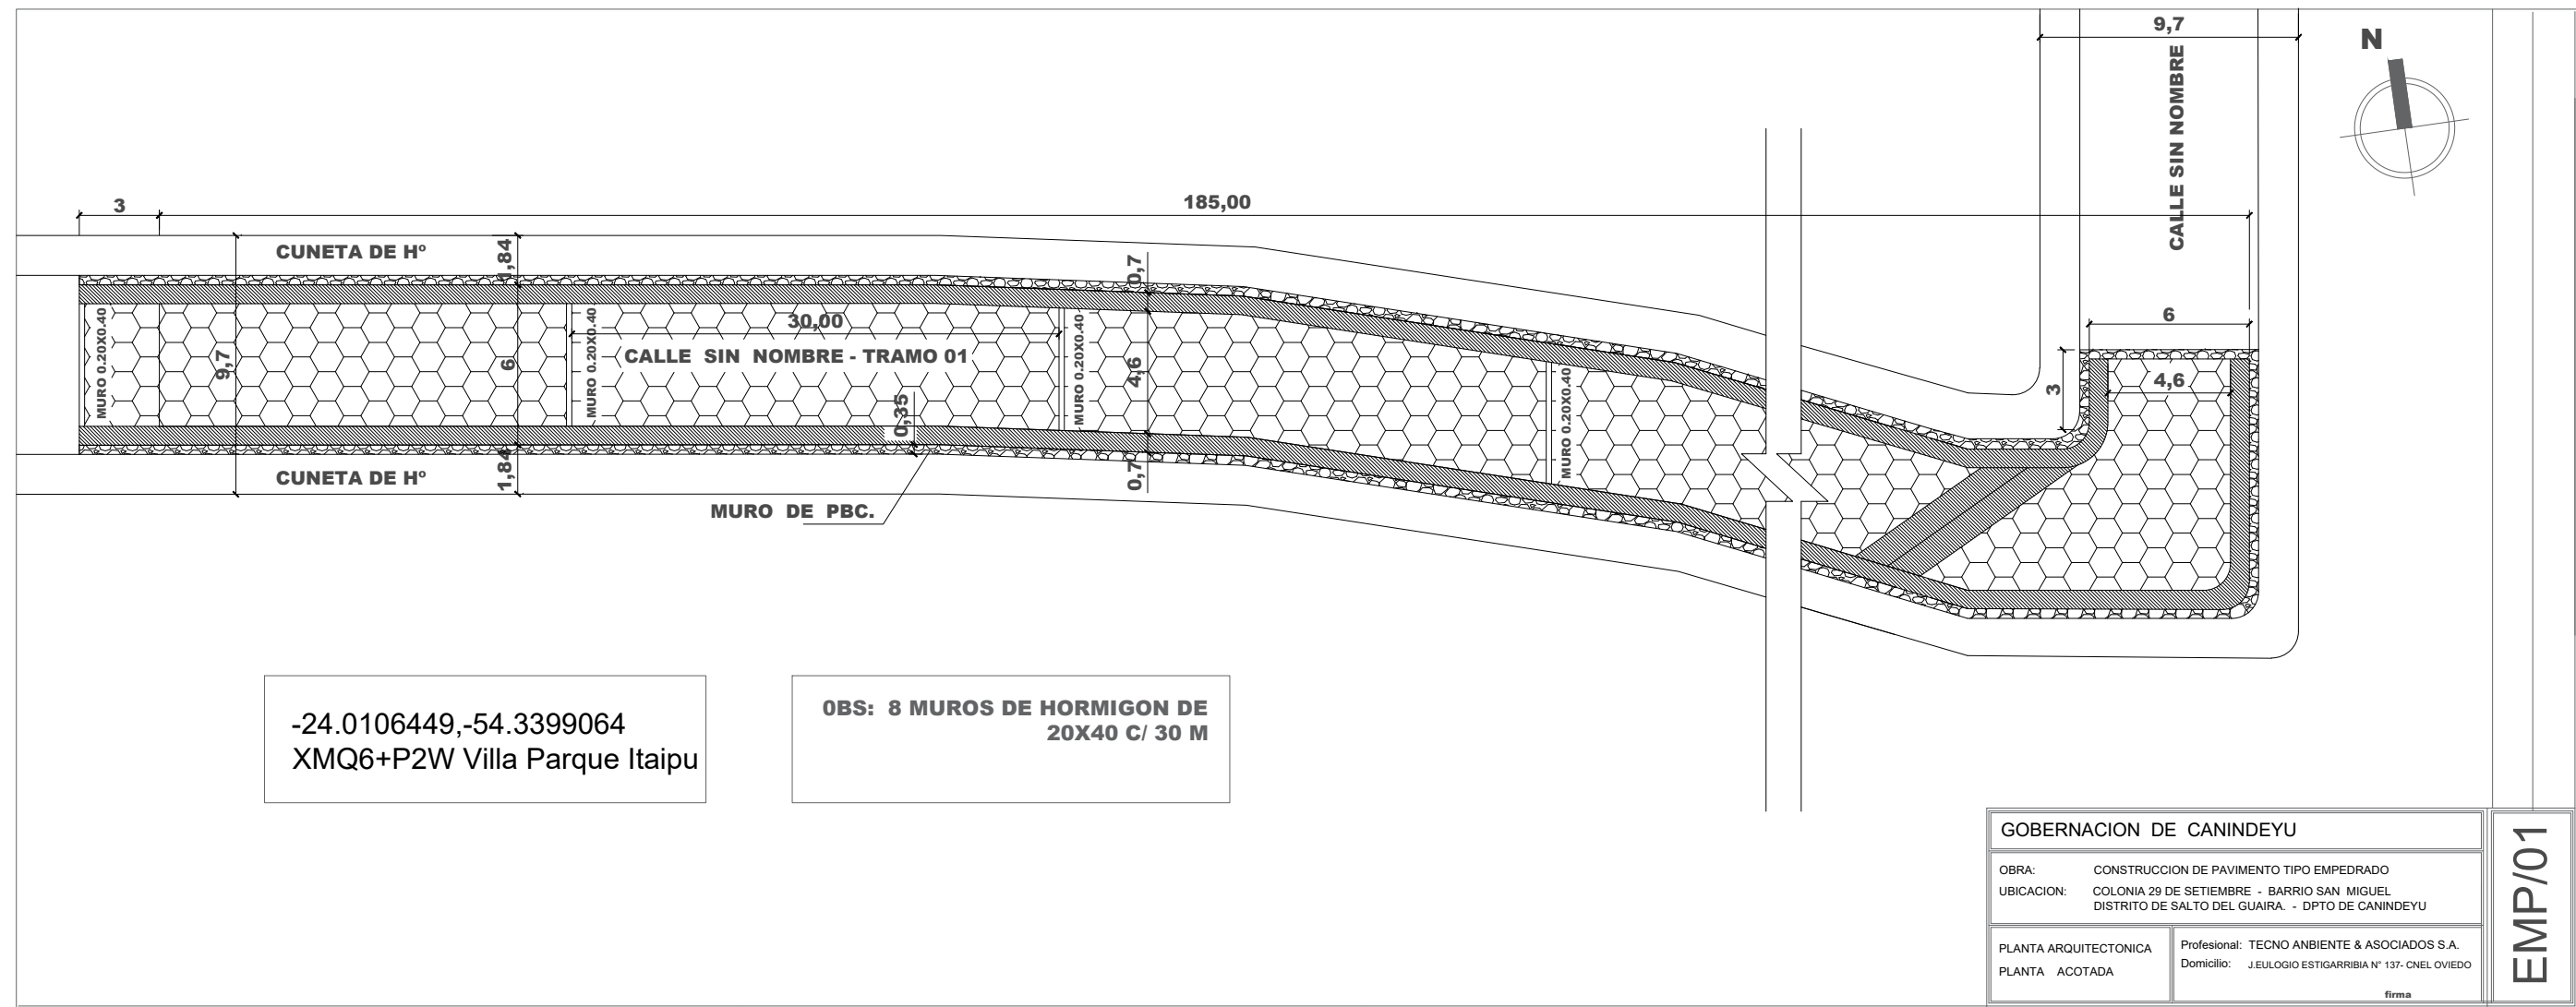 9,7
N
CALLE SIN NOMBRE
3
185,00
CUNETA DE Hº
1,84
0,7
MURO 0.20X0.40
MURO 0.20X0.40
MURO 0.20X0.40
MURO 0.20X0.40
30,00
CALLE SIN NOMBRE - TRAMO 01
9,7
6
4,6
0,35
6
4,6
3
CUNETA DE Hº
1,84
0,7
MURO DE PBC.
-24.0106449,-54.3399064
XMQ6+P2W Villa Parque Itaipu
0BS: 8 MUROS DE HORMIGON DE
20X40 C/ 30 M
GOBERNACION DE CANINDEYU
OBRA: CONSTRUCCION DE PAVIMENTO TIPO EMPEDRADO
UBICACION: COLONIA 29 DE SETIEMBRE - BARRIO SAN MIGUEL
DISTRITO DE SALTO DEL GUAIRA. - DPTO DE CANINDEYU
PLANTA ARQUITECTONICA
PLANTA ACOTADA
Profesional: TECNO ANBIENTE & ASOCIADOS S.A.
Domicilio: J.EULOGIO ESTIGARRIBIA N° 137- CNEL OVIEDO
firma
EMP/01